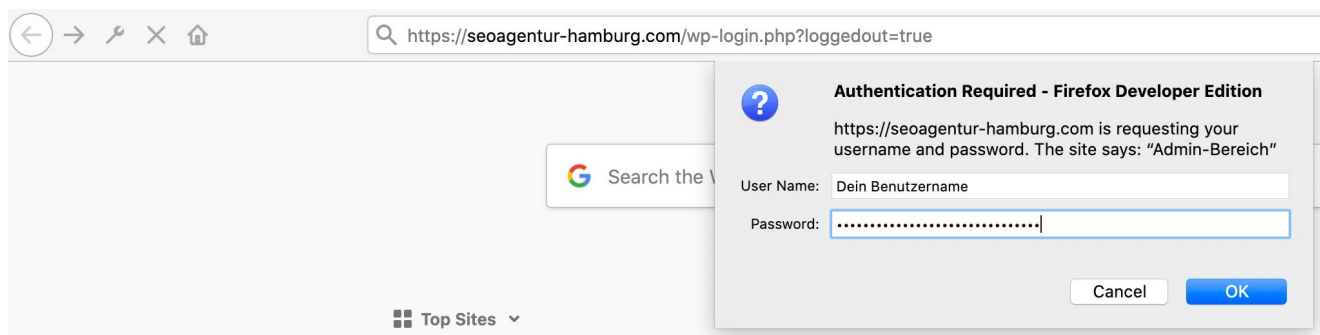 https://seoagentur-hamburg.com/wp-login.php?loggedout=true
Authentication Required - Firefox Developer Edition
https://seoagentur-hamburg.com is requesting your
username and password. The site says: “Admin-Bereich”
Search the
User Name: Dein Benutzername
Password: •••••••••••••••••••••••••••••••
Cancel OK
Top Sites